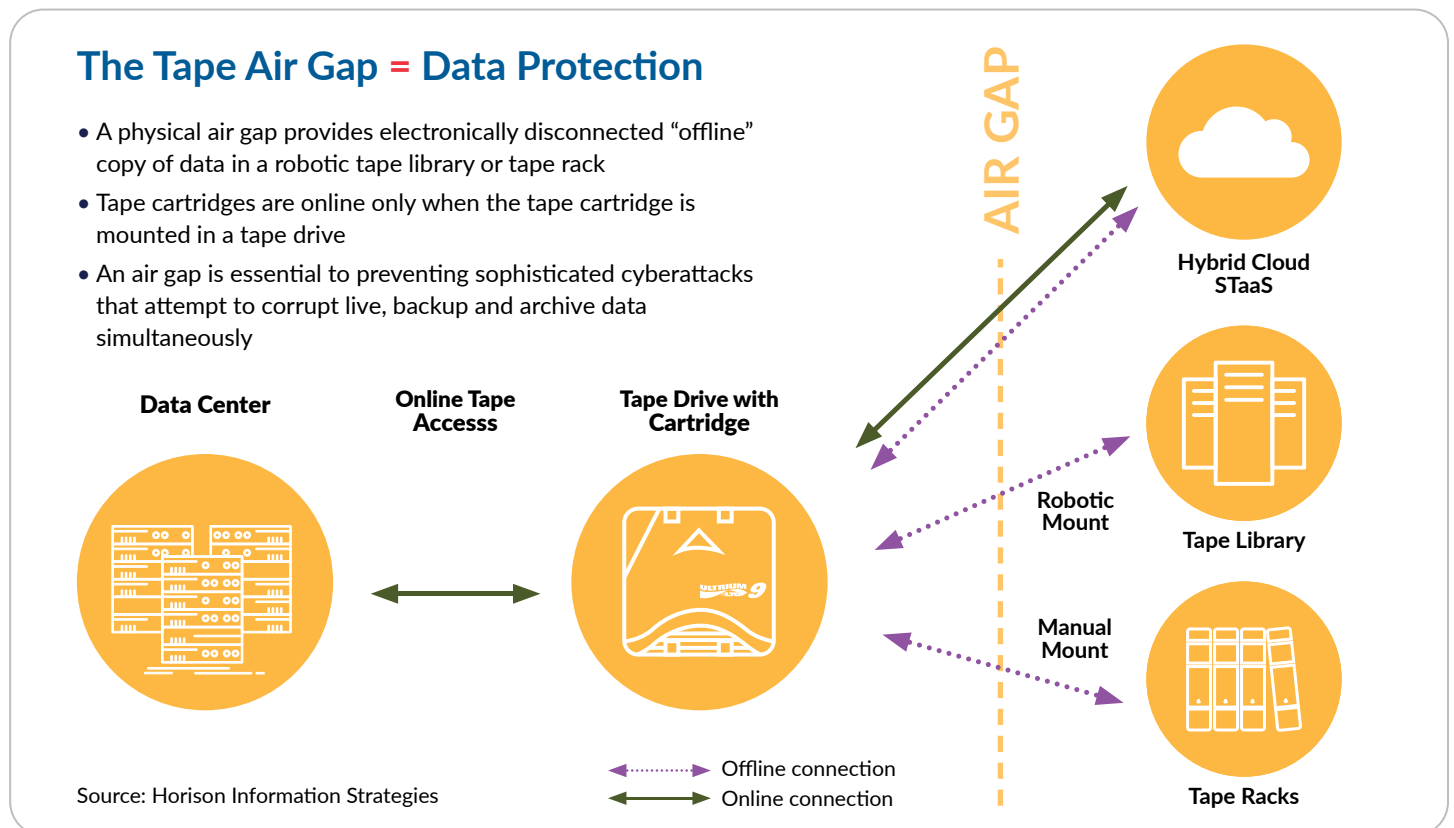 The Tape Air Gap = Data Protection
• A physical air gap provides electronically disconnected “offline”
copy of data in a robotic tape library or tape rack
• Tape cartridges are online only when the tape cartridge is
mounted in a tape drive
• An air gap is essential to preventing sophisticated cyberattacks
that attempt to corrupt live, backup and archive data
simultaneously
AIR GAP
Hybrid Cloud
STaaS
Data Center
Online Tape
Accesss
Tape Drive with
Cartridge
ULTRIUM
9
Robotic
Mount
Tape Library
Manual
Mount
Tape Racks
Offline connection
Online connection
Source: Horison Information Strategies